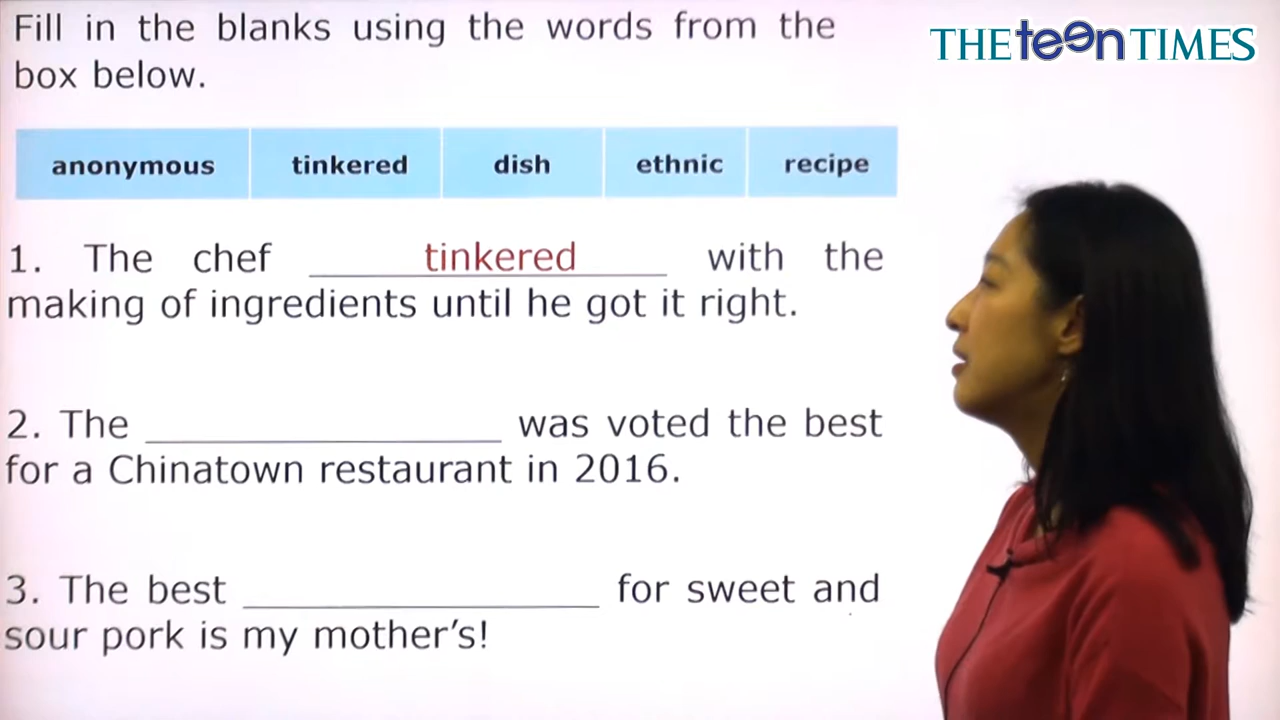 Fill in the blanks using the words from the
THE teen TIMES
box below.
anonymous tinkered dish ethnic recipe
1. The chef tinkered with the
making of ingredients until he got it right.
2. The ____________ was voted the best
for a Chinatown restaurant in 2016.
3. The best ____________ for sweet and
sour pork is my mother's!